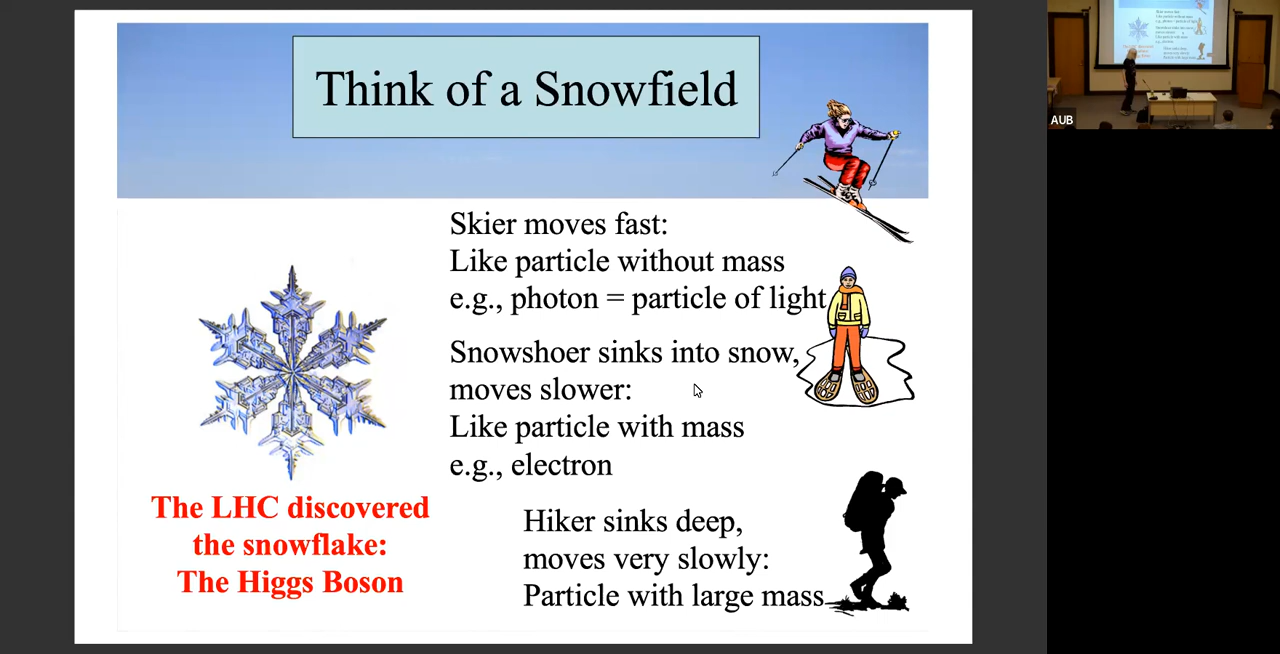 Think of a Snowfield
Skier moves fast:
Like particle without mass
e.g., photon = particle of light
Snowshoer sinks into snow,
moves slower:
Like particle with mass
e.g., electron
Hiker sinks deep,
moves very slowly:
Particle with large mass
The LHC discovered
the snowflake:
The Higgs Boson
AUB